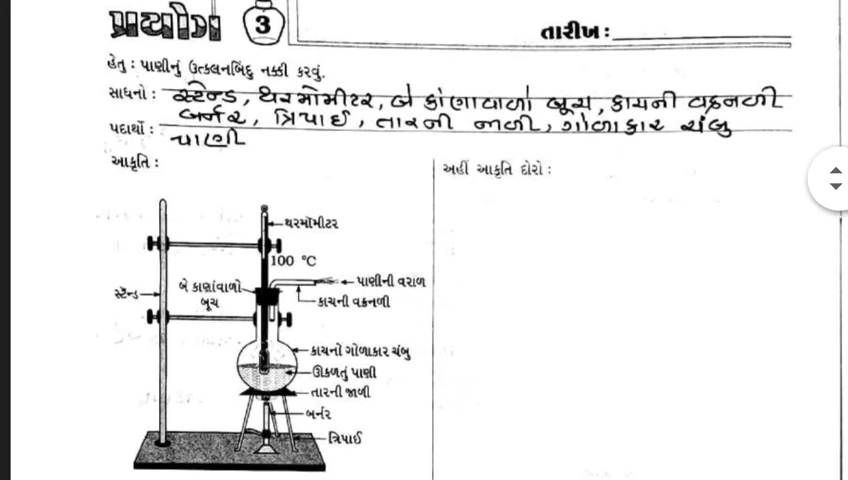 પ્રયોગ 3
તારીખ:
હેતુ : પાણીનું ઉત્કલનબિંદુ નક્કી કરવું.
સાધનો : સ્ટેન્ડ, થરમોમીટર, બે કાંણાવાળો બૂચ, કાચની વક્રનળી
બર્નર, ત્રિપાઈ, તારની જાળી, ગોળાકાર ચંબુ
પદાર્થો :
પાણી
આકૃતિ :
અહીં આકૃતિ દોરો :
થરમૉમીટર
100 °C
પાણીની વરાળ
બે કાણાંવાળો
બૂચ
કાચની વક્રનળી
સ્ટૅન્ડ
કાચનો ગોળાકાર ચંબુ
ઊકળતું પાણી
તારની જાળી
બર્નર
ત્રિપાઈ